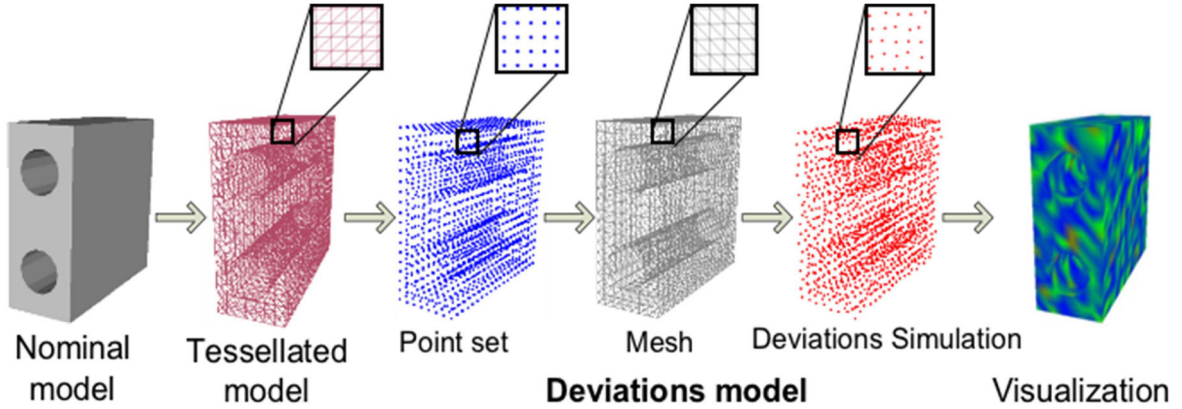 Nominal
model
Tessellated
model
Point set
Mesh
Deviations Simulation
Deviations model
Visualization